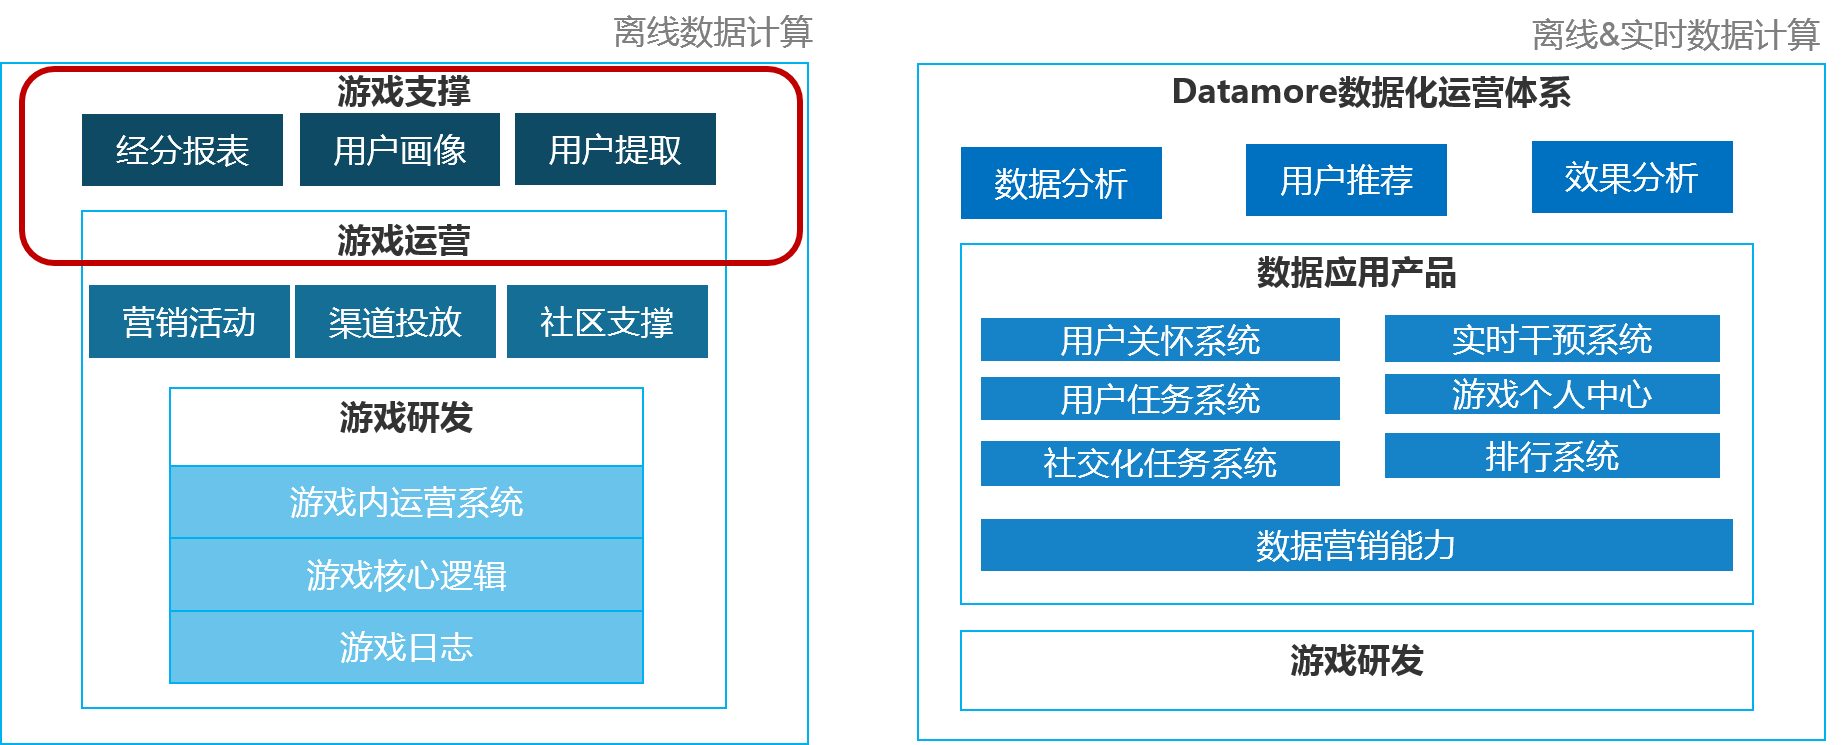 离线数据计算
游戏支撑
经分报表
用户画像
用户提取
游戏运营
营销活动
渠道投放
社区支撑
游戏研发
游戏内运营系统
游戏核心逻辑
游戏日志
离线&实时数据计算
Datamore数据化运营体系
数据分析
用户推荐
效果分析
数据应用产品
用户关怀系统
实时干预系统
用户任务系统
游戏个人中心
社交化任务系统
排行系统
数据营销能力
游戏研发